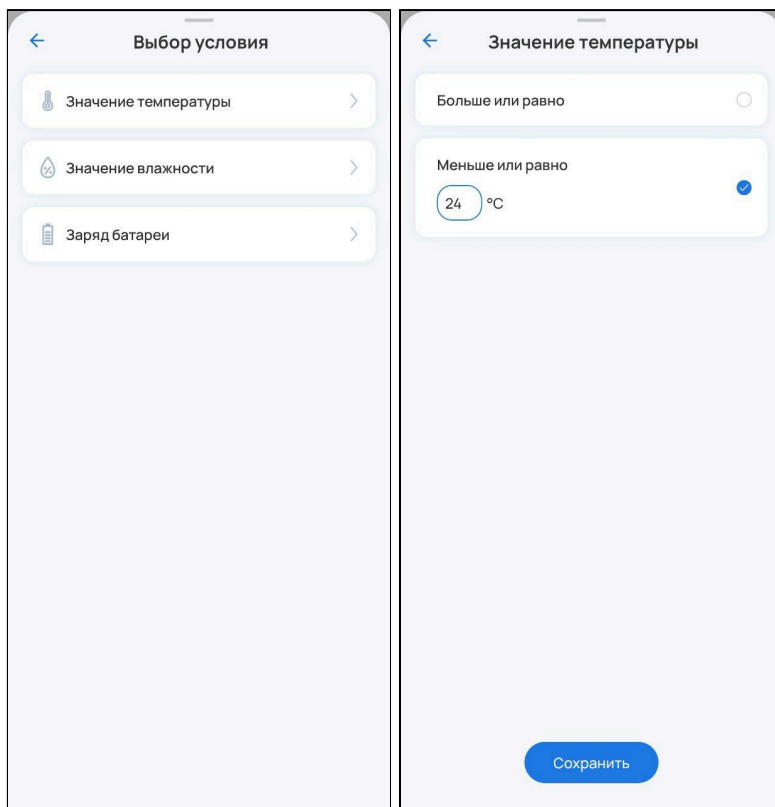 Выбор условия
Значение температуры
Значение влажности
Заряд батареи
Значение температуры
Больше или равно
Меньше или равно
24 °C
Сохранить